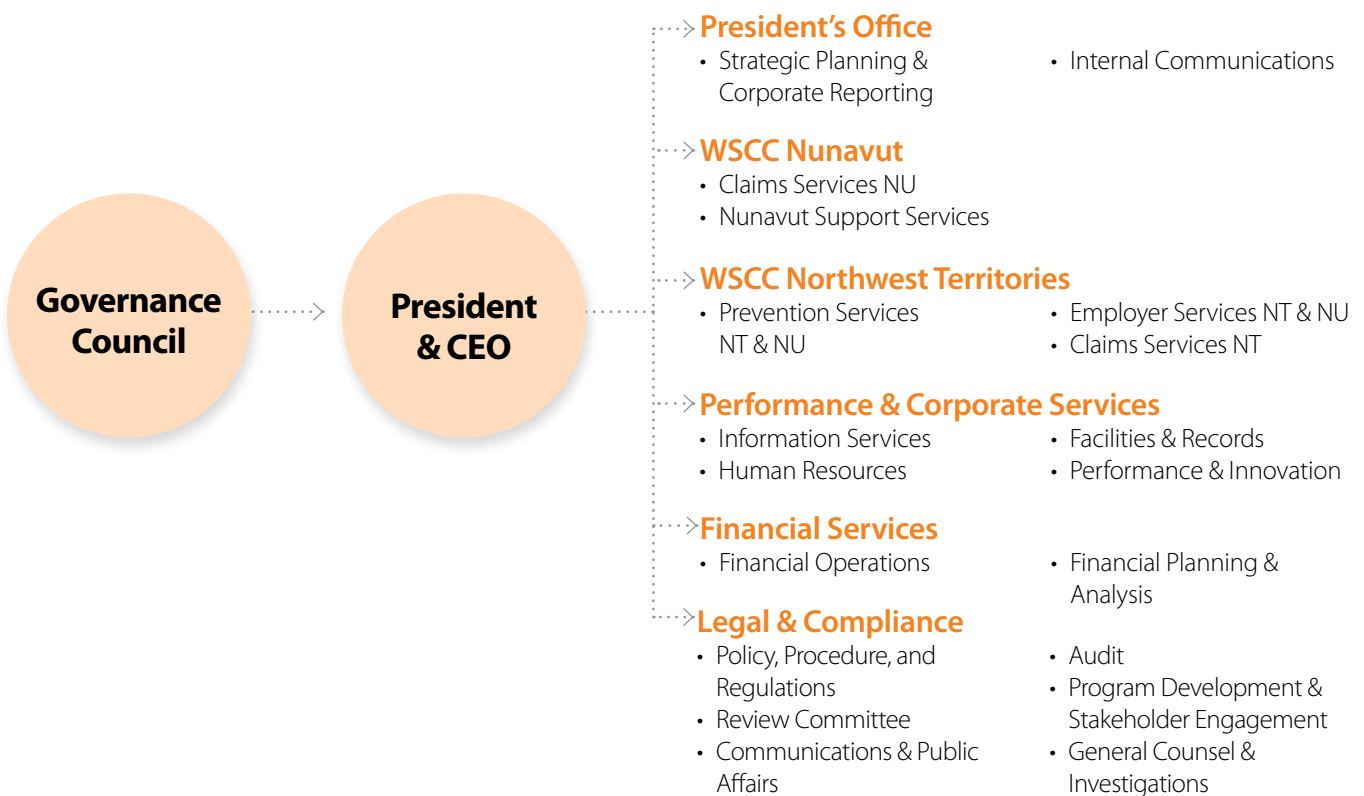 Governance
Council
President
& CEO
President’s Office
• Strategic Planning &
Corporate Reporting
• Internal Communications
WSCC Nunavut
• Claims Services NU
• Nunavut Support Services
WSCC Northwest Territories
• Prevention Services
NT & NU
• Employer Services NT & NU
• Claims Services NT
Performance & Corporate Services
• Information Services
• Human Resources
• Facilities & Records
• Performance & Innovation
Financial Services
• Financial Operations
• Financial Planning &
Analysis
Legal & Compliance
• Policy, Procedure, and
Regulations
• Review Committee
• Communications & Public
Affairs
• Audit
• Program Development &
Stakeholder Engagement
• General Counsel &
Investigations